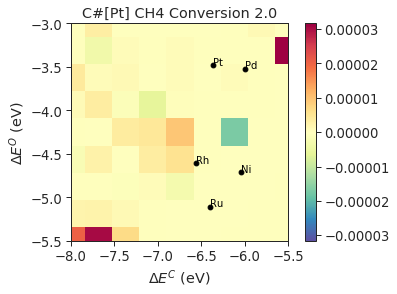 C#[Pt] CH4 Conversion 2.0
−3.0
−3.5
−4.0
−4.5
−5.0
−5.5
ΔE^O (eV)
Pt
Pd
Rh
Ni
Ru
−8.0 −7.5 −7.0 −6.5 −6.0 −5.5
ΔE^C (eV)
0.00003
0.00002
0.00001
0.00000
−0.00001
−0.00002
−0.00003